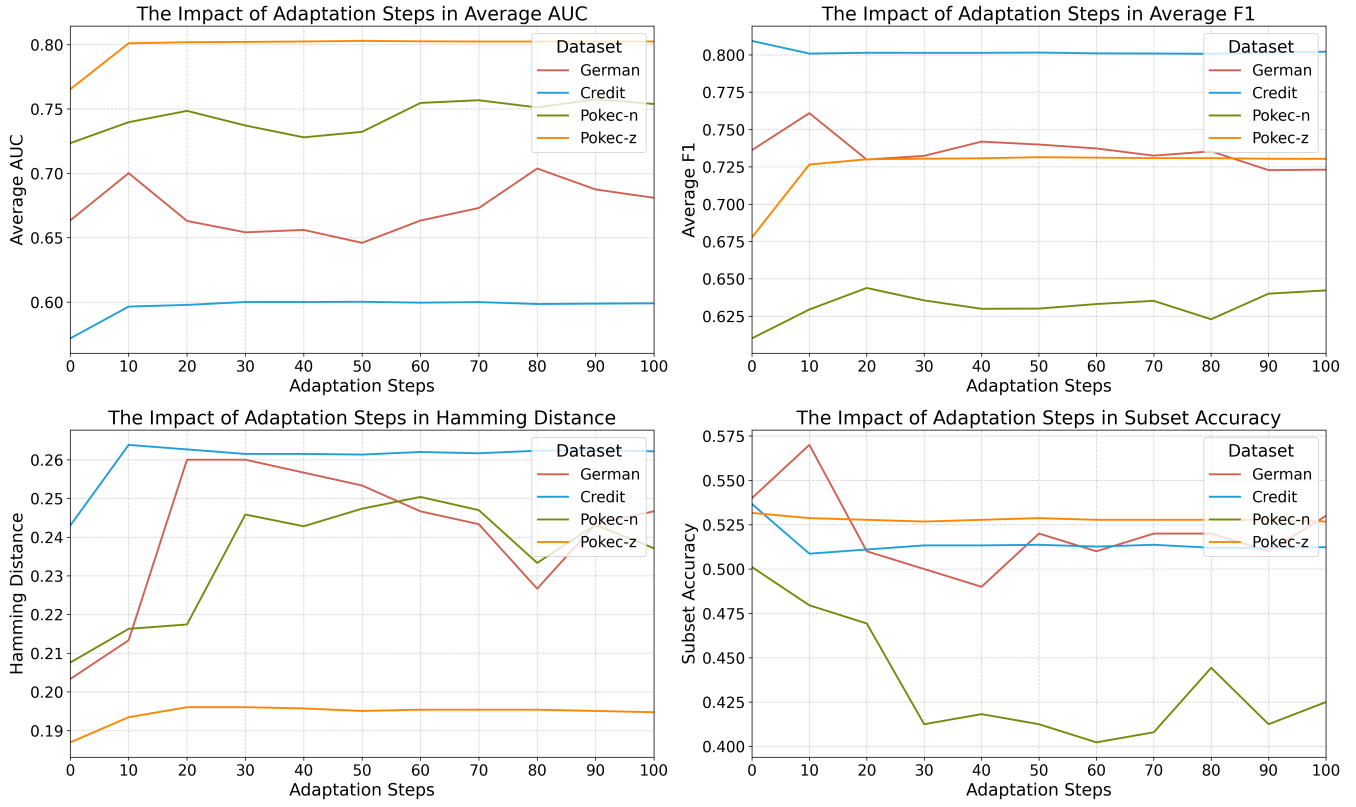 The Impact of Adaptation Steps in Average AUC
Average AUC
0.80
0.75
0.70
0.65
0.60
Dataset
German
Credit
Pokec-n
Pokec-z
0 10 20 30 40 50 60 70 80 90 100
Adaptation Steps
The Impact of Adaptation Steps in Average F1
Average F1
0.800
0.775
0.750
0.725
0.700
0.675
0.650
0.625
Dataset
German
Credit
Pokec-n
Pokec-z
0 10 20 30 40 50 60 70 80 90 100
Adaptation Steps
The Impact of Adaptation Steps in Hamming Distance
Hamming Distance
0.26
0.25
0.24
0.23
0.22
0.21
0.20
0.19
Dataset
German
Credit
Pokec-n
Pokec-z
0 10 20 30 40 50 60 70 80 90 100
Adaptation Steps
The Impact of Adaptation Steps in Subset Accuracy
Subset Accuracy
0.575
0.550
0.525
0.500
0.475
0.450
0.425
0.400
Dataset
German
Credit
Pokec-n
Pokec-z
0 10 20 30 40 50 60 70 80 90 100
Adaptation Steps